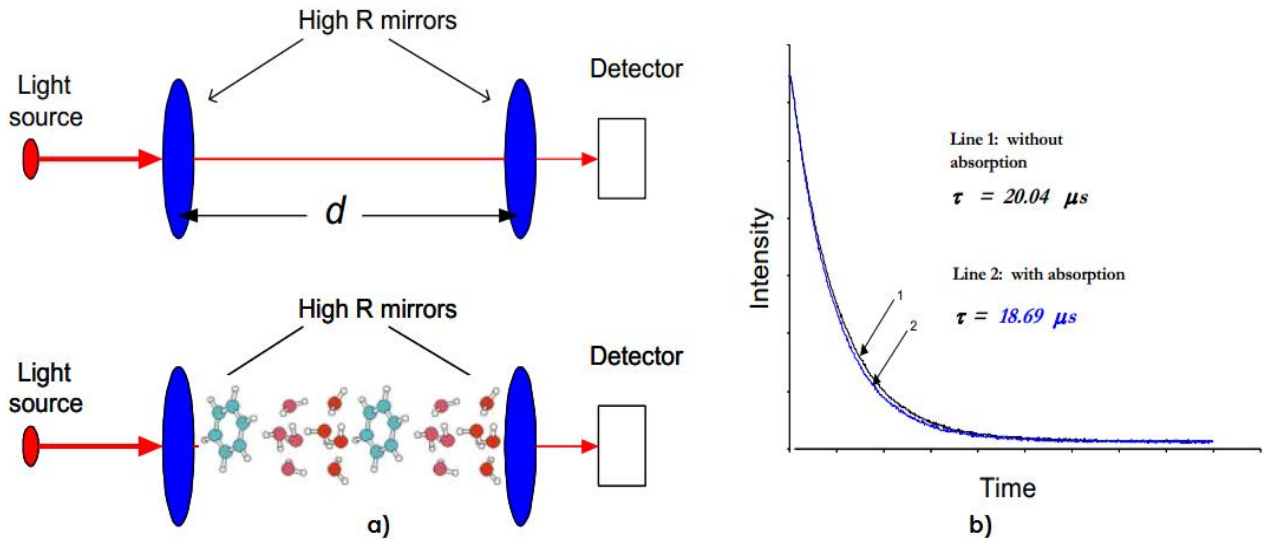 High R mirrors
Light
source
Detector
d
High R mirrors
Light
source
Detector
a)
Intensity
Line 1: without
absorption
τ = 20.04 μs
Line 2: with absorption
τ = 18.69 μs
1
2
Time
b)